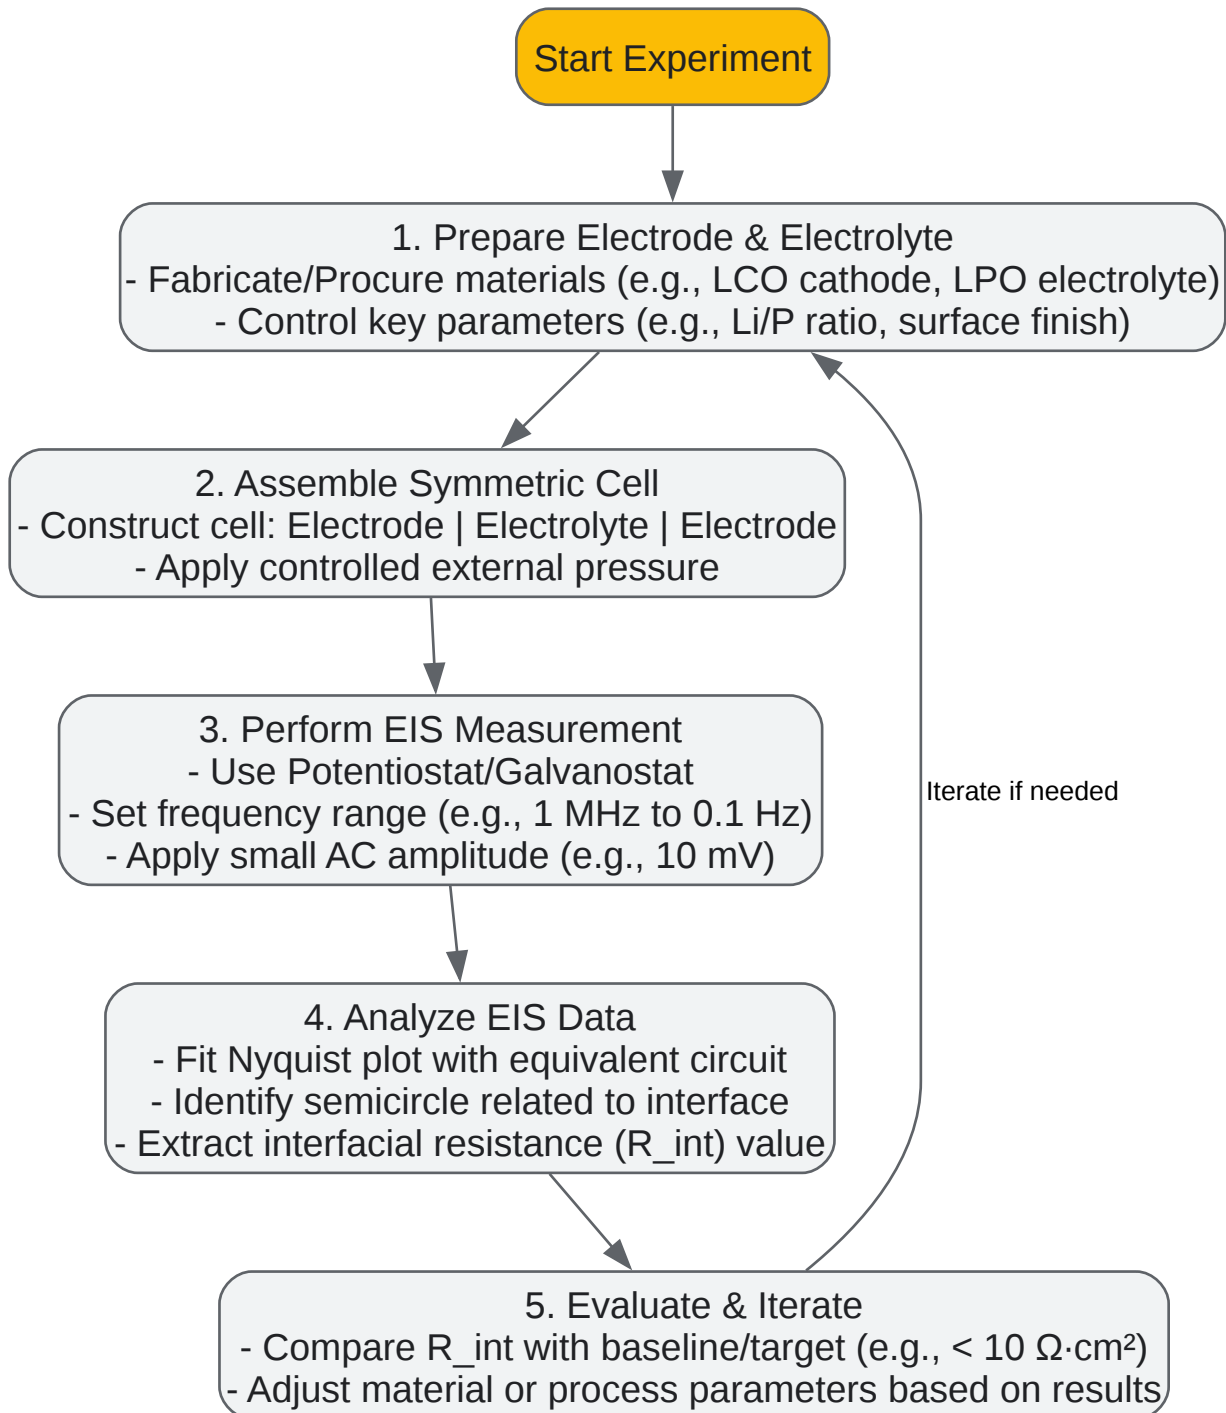 Start Experiment
1. Prepare Electrode & Electrolyte
- Fabricate/Procure materials (e.g., LCO cathode, LPO electrolyte)
- Control key parameters (e.g., Li/P ratio, surface finish)
2. Assemble Symmetric Cell
- Construct cell: Electrode | Electrolyte | Electrode
- Apply controlled external pressure
3. Perform EIS Measurement
- Use Potentiostat/Galvanostat
- Set frequency range (e.g., 1 MHz to 0.1 Hz)
- Apply small AC amplitude (e.g., 10 mV)
Iterate if needed
4. Analyze EIS Data
- Fit Nyquist plot with equivalent circuit
- Identify semicircle related to interface
- Extract interfacial resistance (R_int) value
5. Evaluate & Iterate
- Compare R_int with baseline/target (e.g., < 10 Ω·cm²)
- Adjust material or process parameters based on results